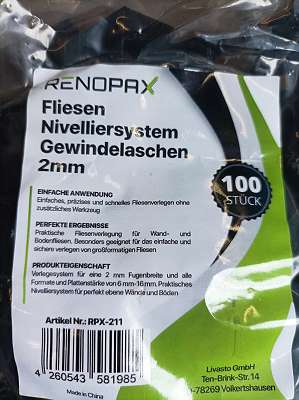 RENOPAX
Fliesen
Nivelliersystem
Gewindelaschen
2mm
100
STÜCK
EINFACHE ANWENDUNG
Einfaches, präzises und schnelles Fliesenverlegen ohne
zusätzliches Werkzeug
PERFEKTE ERGEBNISSE
Praktische Fliesenverlegung für Wand- und
Bodenfliesen. Besonders geeignet für das einfache und
sichere verlegen von großformatigen Fliesen
PRODUKTEIGENSCHAFT
Verlegesystem für eine 2 mm Fugenbreite und alle
Formate und Plattenstärke von 6 mm-16 mm. Praktisches
Nivelliersystem für perfekt ebene Wände und Böden
Artikel Nr.: RPX-211
4 260543 581985
Made in China
Livasto GmbH
Ten-Brink-Str. 14
-78269 Volkertshausen